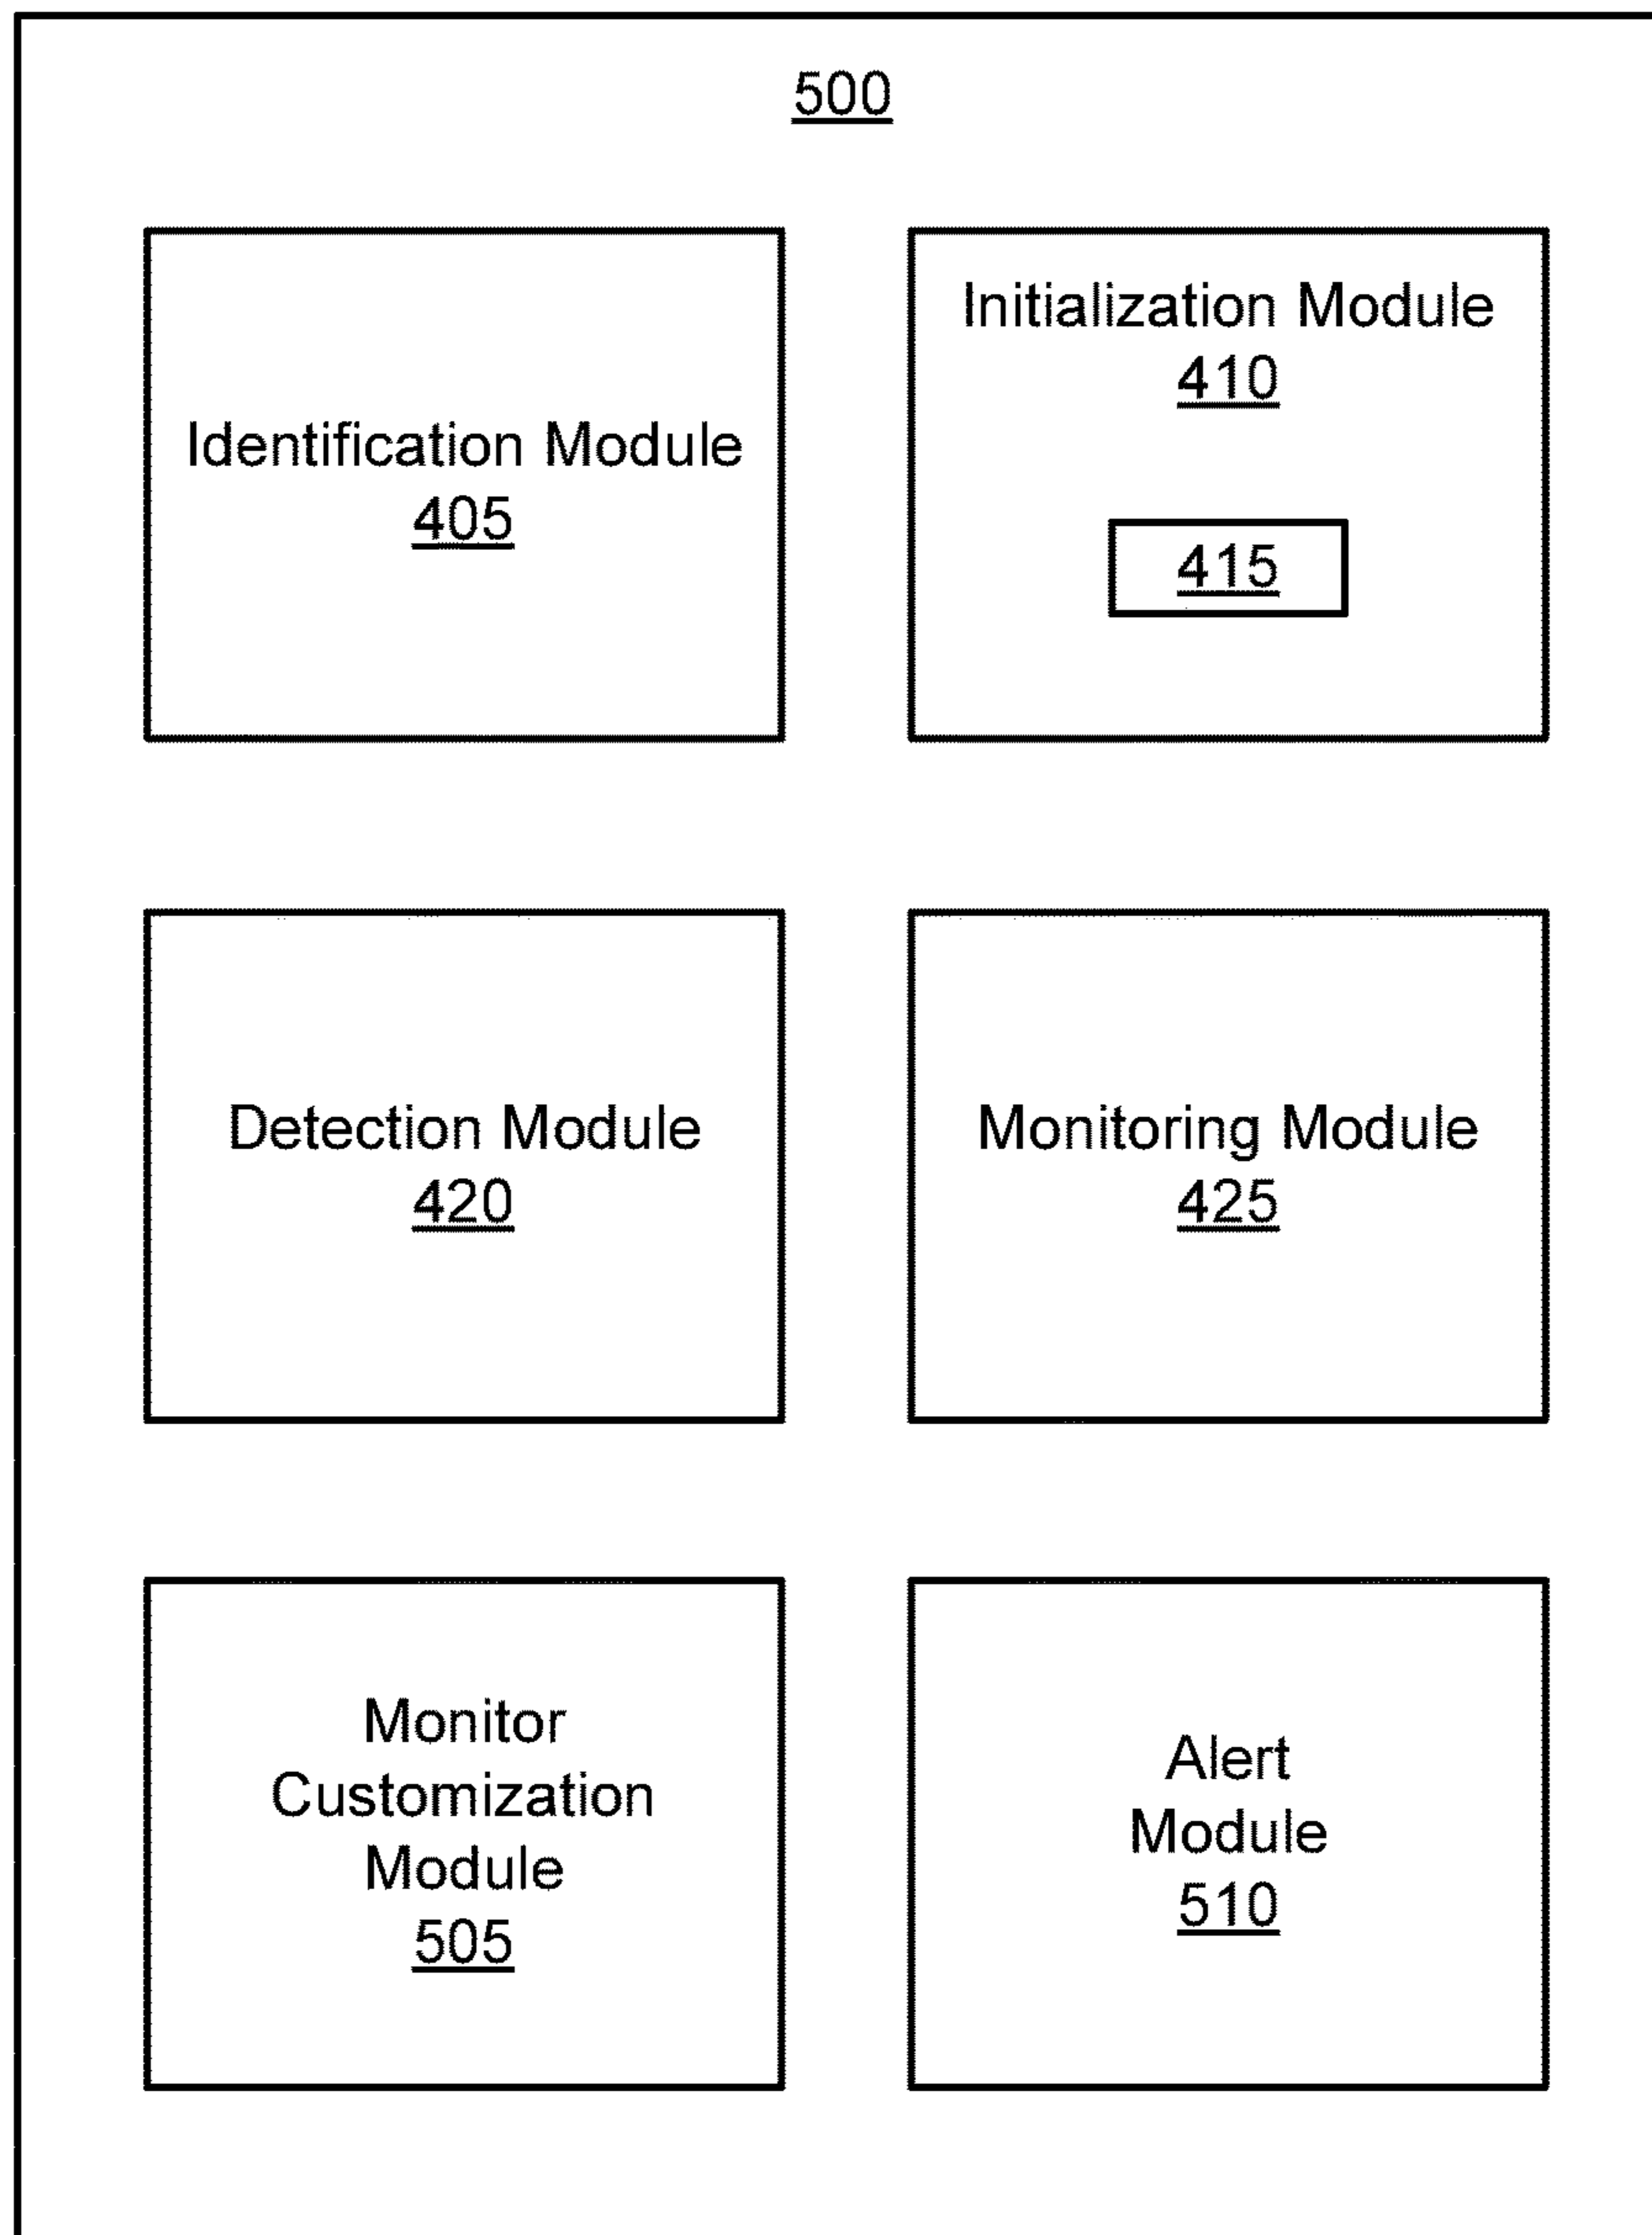 500
Identification Module
405
Initialization Module
410
415
Detection Module
420
Monitoring Module
425
Monitor
Customization
Module
505
Alert
Module
510